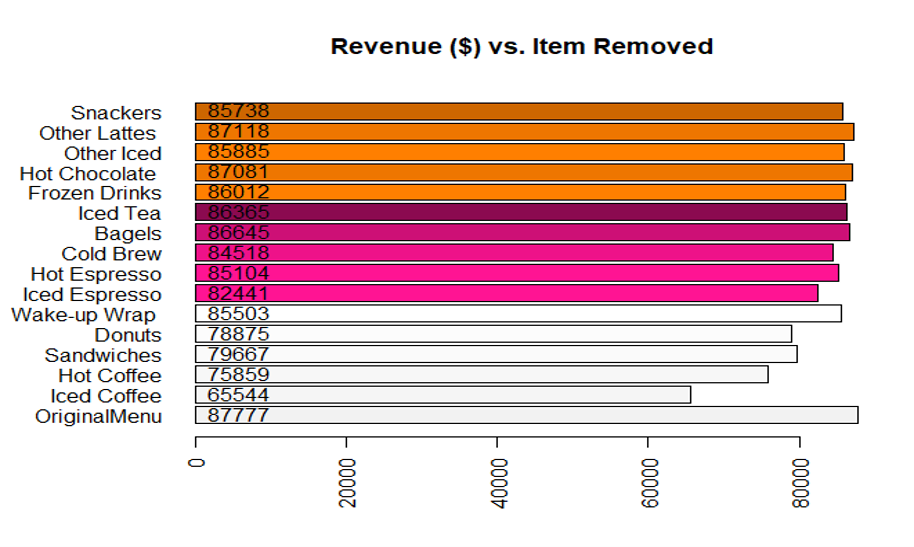 Revenue ($) vs. Item Removed
Snackers 85738
Other Lattes 87118
Other Iced 85885
Hot Chocolate 87081
Frozen Drinks 86012
Iced Tea 86365
Bagels 86645
Cold Brew 84518
Hot Espresso 85104
Iced Espresso 82441
Wake-up Wrap 85503
Donuts 78875
Sandwiches 79667
Hot Coffee 75859
Iced Coffee 65544
OriginalMenu 87777
0 20000 40000 60000 80000